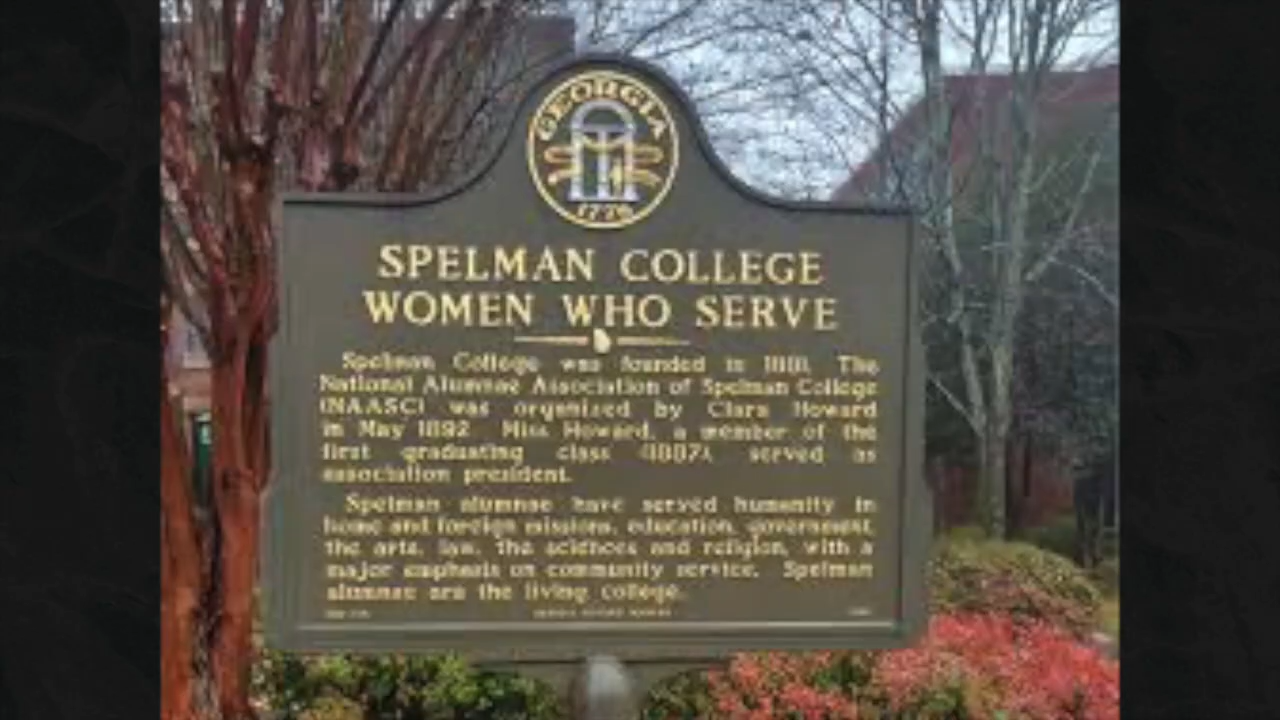 GEORGIA
1776
SPELMAN COLLEGE
WOMEN WHO SERVE
Spelman College was founded in 1881. The
National Alumnae Association of Spelman College
(NAASC) was organized by Clara Howard
in May 1892. Miss Howard, a member of the
first graduating class (1887), served as
association president.
Spelman alumnae have served humanity in
home and foreign missions, education, government,
the arts, law, the sciences and religion, with a
major emphasis on community service. Spelman
alumnae are the living college.